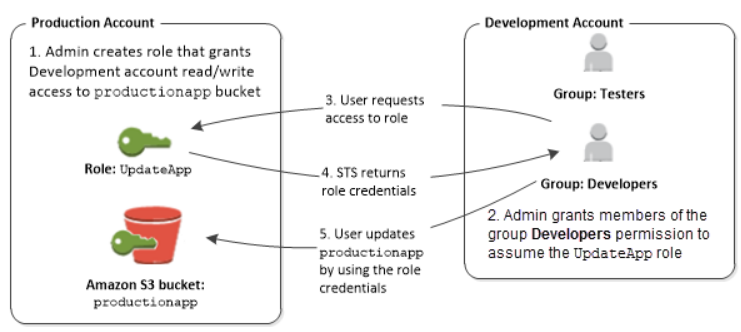 Production Account
1. Admin creates role that grants
Development account read/write
access to productionapp bucket
Role: UpdateApp
Amazon S3 bucket:
productionapp
3. User requests
access to role
4. STS returns
role credentials
5. User updates
productionapp
by using the role
credentials
Development Account
Group: Testers
Group: Developers
2. Admin grants members of the
group Developers permission to
assume the UpdateApp role